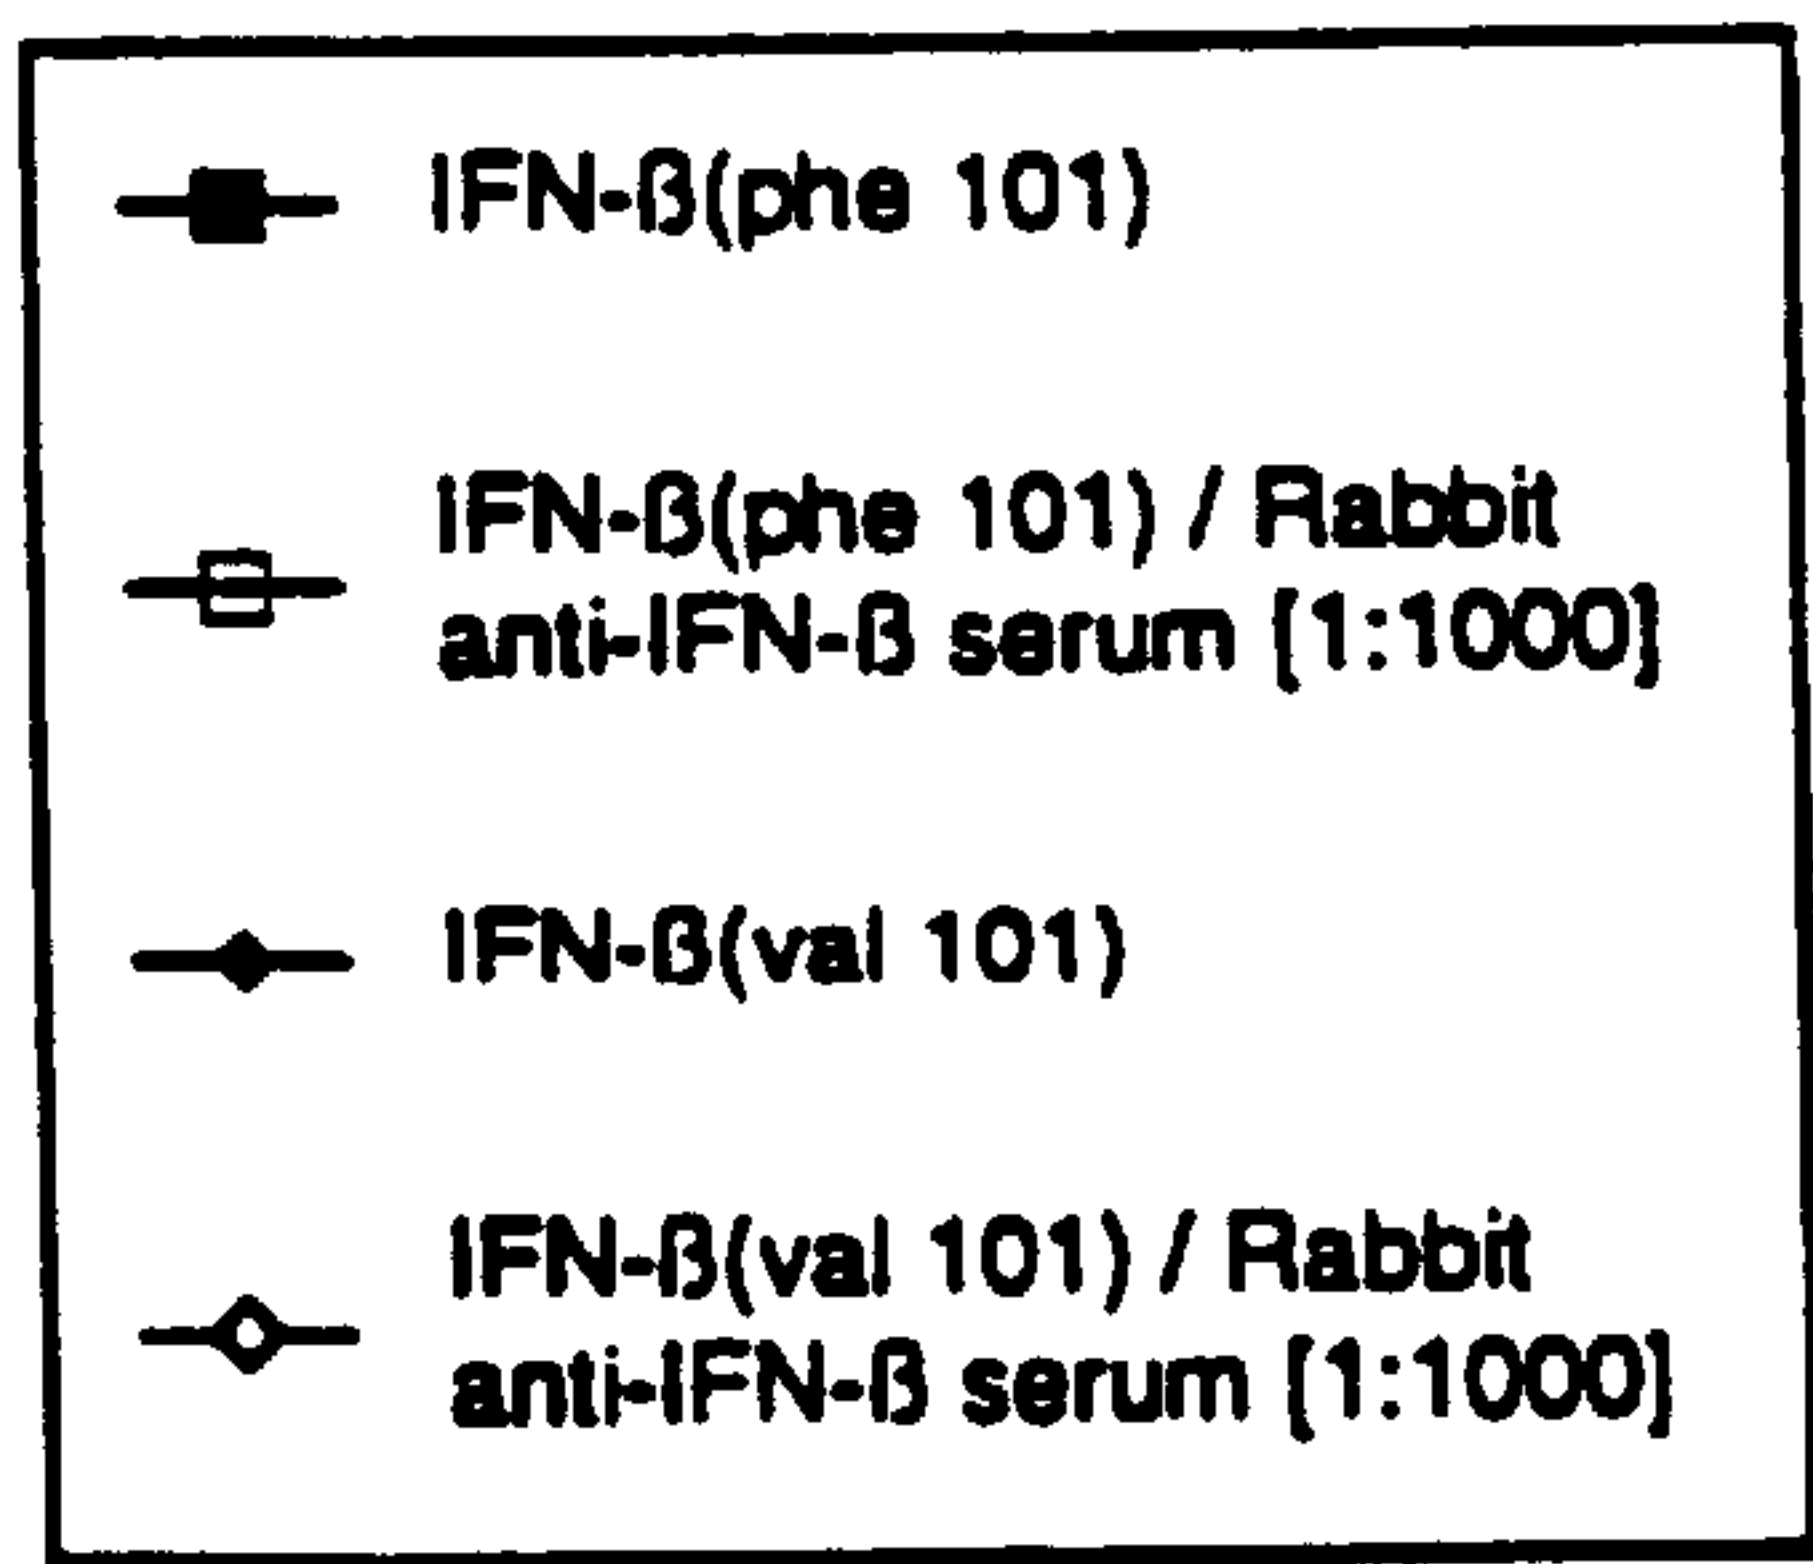 IFN-ß(phe 101)
IFN-ß(phe 101) / Rabbit
anti-IFN-ß serum [1:1000]
IFN-ß(val 101)
IFN-ß(val 101) / Rabbit
anti-IFN-ß serum [1:1000]